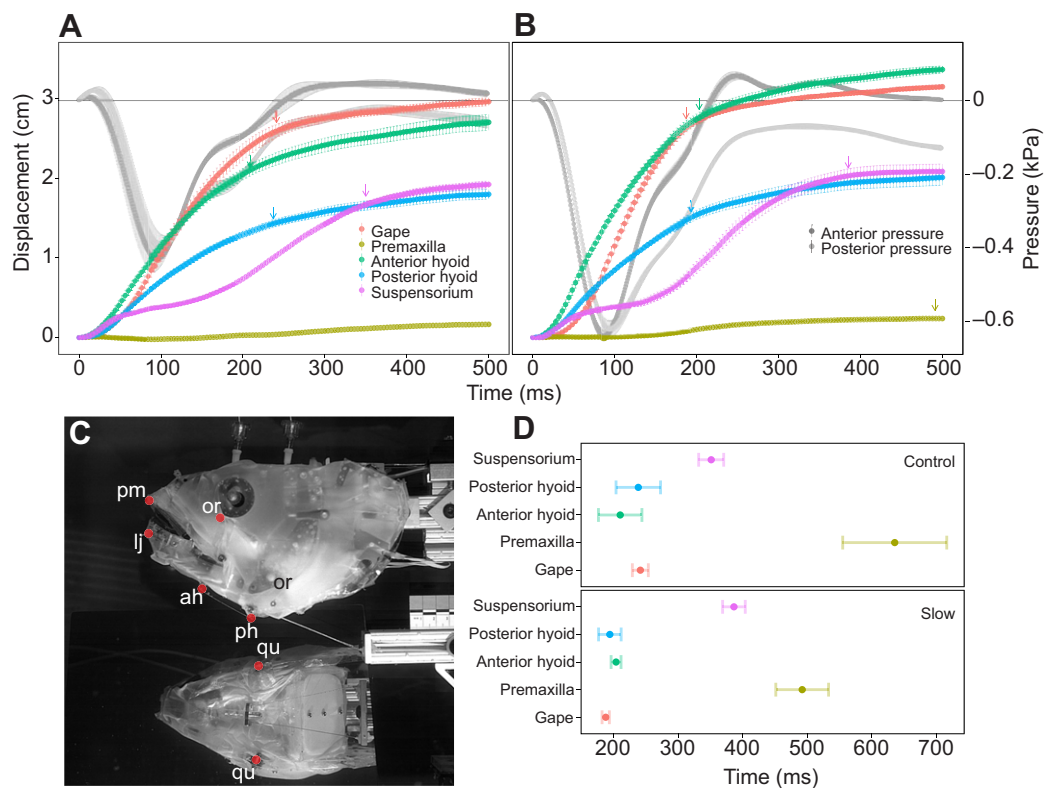 A
B
Displacement (cm)
3
2
1
0
Gape
Premaxilla
Anterior hyoid
Posterior hyoid
Suspensorium
0
100
200
300
400
500
Anterior pressure
Posterior pressure
0
–0.2
–0.4
–0.6
Pressure (kPa)
0
100
200
300
400
500
Time (ms)
C
pm
or
lj
or
ah
ph
qu
qu
D
Suspensorium
Control
Posterior hyoid
Anterior hyoid
Premaxilla
Gape
Suspensorium
Slow
Posterior hyoid
Anterior hyoid
Premaxilla
Gape
200
300
400
500
600
700
Time (ms)